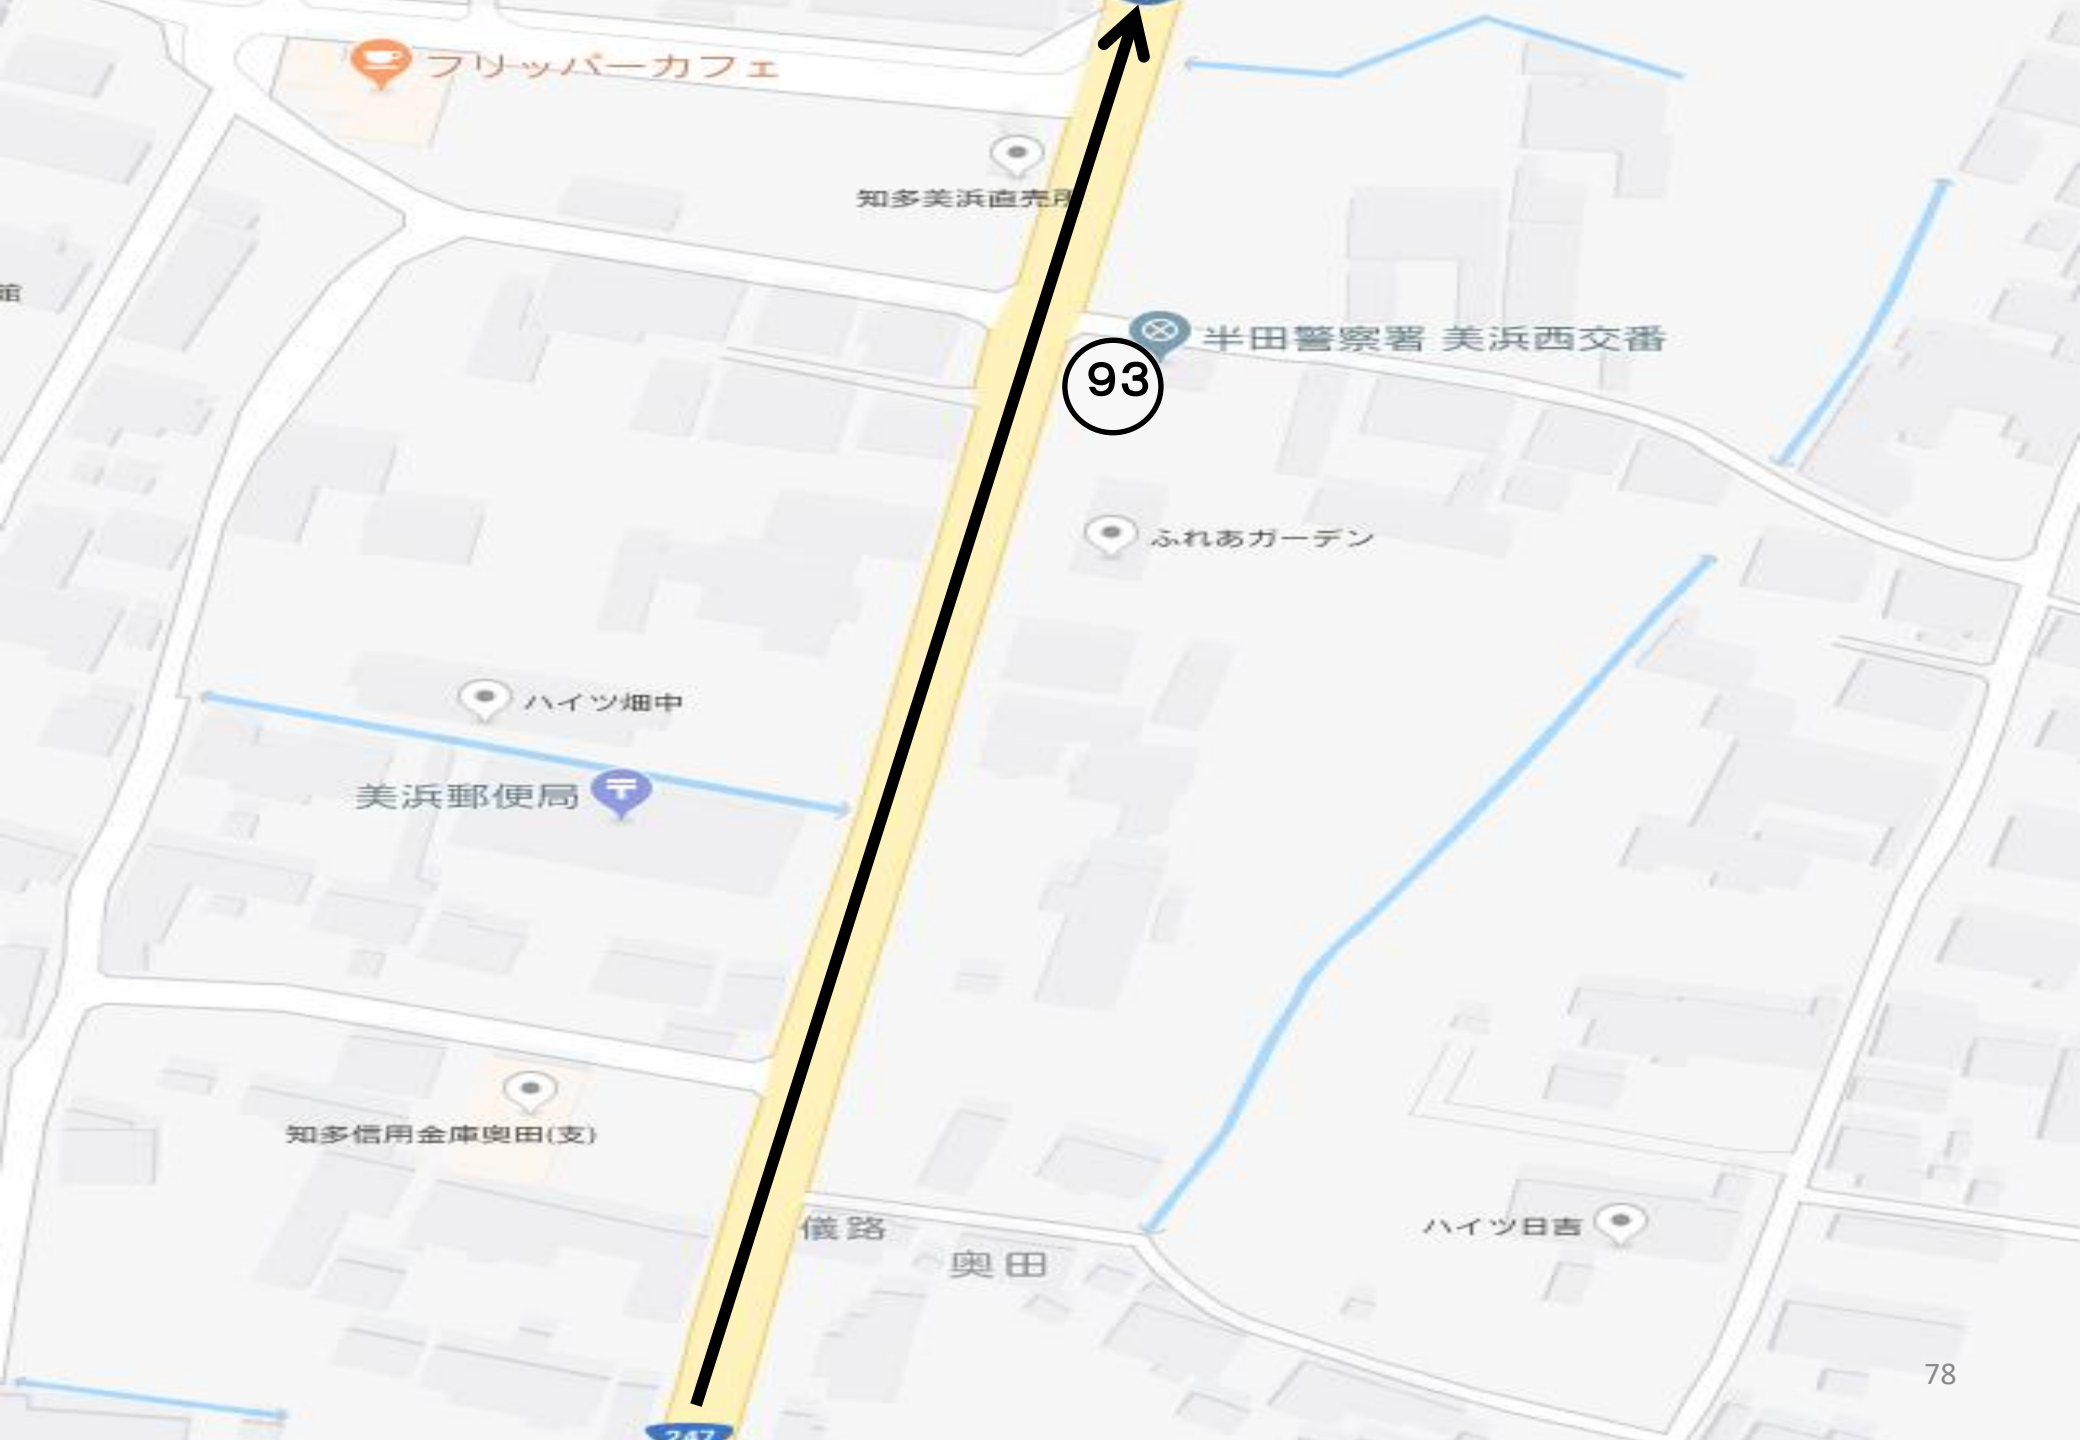 フリッパーカフェ
知多美浜直売所
館
半田警察署 美浜西交番
93
ふれあガーデン
ハイツ畑中
美浜郵便局
知多信用金庫奥田(支)
儀路
奥田
ハイツ日吉
78
247